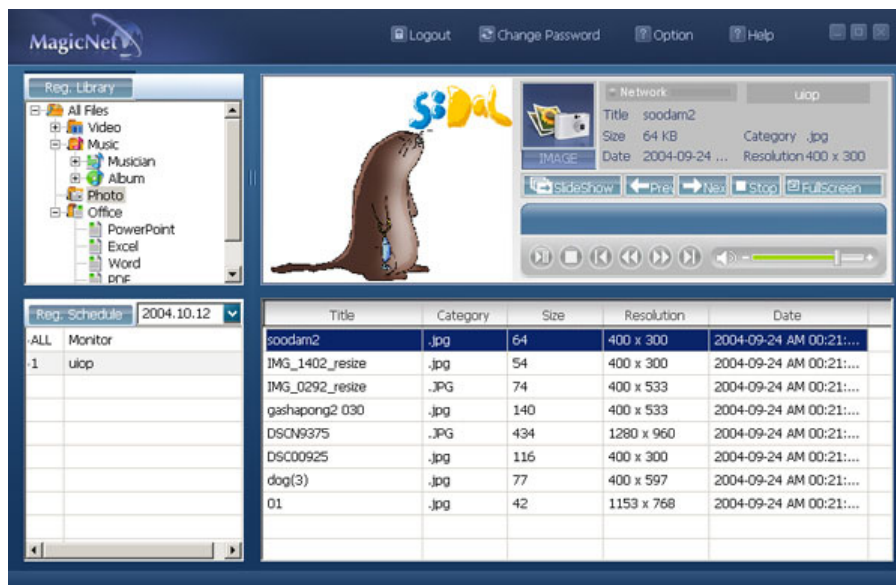 MagicNet
Logout Change Password Option Help
Reg. Library
All Files
Video
Music
Musician
Album
Photo
Office
PowerPoint
Excel
Word
PDF
SoDal
IMAGE
Network uiop
Title soodam2
Size 64 KB Category .jpg
Date 2004-09-24 ... Resolution 400 x 300
SlideShow Prev Nex Stop FullScreen
Reg. Schedule 2004.10.12
-ALL Monitor
-1 uiop
Title Category Size Resolution Date
soodam2 .jpg 64 400 x 300 2004-09-24 AM 00:21:...
IMG_1402_resize .jpg 54 400 x 300 2004-09-24 AM 00:21:...
IMG_0292_resize .JPG 74 400 x 533 2004-09-24 AM 00:21:...
gashapong2 030 .jpg 140 400 x 533 2004-09-24 AM 00:21:...
DSCN9375 .JPG 434 1280 x 960 2004-09-24 AM 00:21:...
DSC00925 .jpg 116 400 x 300 2004-09-24 AM 00:21:...
dog(3) .jpg 77 400 x 597 2004-09-24 AM 00:21:...
01 .jpg 42 1153 x 768 2004-09-24 AM 00:21:...